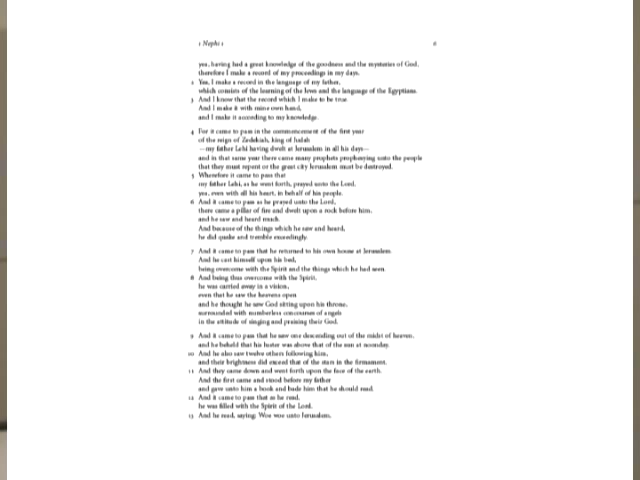 1 Nephi 1 6
yea, having had a great knowledge of the goodness and the mysteries of God,
therefore I make a record of my proceedings in my days.
2 Yea, I make a record in the language of my father,
which consists of the learning of the Jews and the language of the Egyptians.
3 And I know that the record which I make to be true.
And I make it with mine own hand,
and I make it according to my knowledge.
4 For it came to pass in the commencement of the first year
of the reign of Zedekiah, king of Judah
—my father Lehi having dwelt at Jerusalem in all his days—
and in that same year there came many prophets prophesying unto the people
that they must repent or the great city Jerusalem must be destroyed.
5 Wherefore it came to pass that
my father Lehi, as he went forth, prayed unto the Lord,
yea, even with all his heart, in behalf of his people.
6 And it came to pass as he prayed unto the Lord,
there came a pillar of fire and dwelt upon a rock before him,
and he saw and heard much.
And because of the things which he saw and heard,
he did quake and tremble exceedingly.
7 And it came to pass that he returned to his own house at Jerusalem.
And he cast himself upon his bed,
being overcome with the Spirit and the things which he had seen.
8 And being thus overcome with the Spirit,
he was carried away in a vision,
even that he saw the heavens open
and he thought he saw God sitting upon his throne,
surrounded with numberless concourses of angels
in the attitude of singing and praising their God.
9 And it came to pass that he saw one descending out of the midst of heaven,
and he beheld that his luster was above that of the sun at noonday.
10 And he also saw twelve others following him,
and their brightness did exceed that of the stars in the firmament.
11 And they came down and went forth upon the face of the earth.
And the first came and stood before my father
and gave unto him a book and bade him that he should read.
12 And it came to pass that as he read,
he was filled with the Spirit of the Lord.
13 And he read, saying: Woe woe unto Jerusalem,